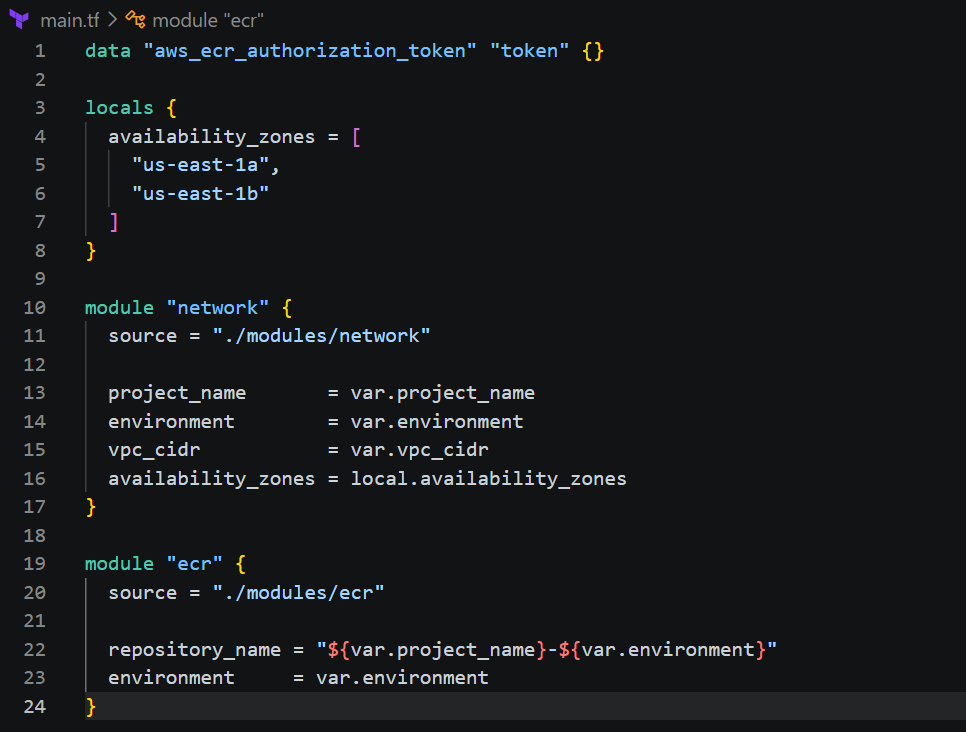 main.tf > module "ecr"
1 data "aws_ecr_authorization_token" "token" {}
2
3 locals {
4   availability_zones = [
5     "us-east-1a",
6     "us-east-1b"
7   ]
8 }
9
10 module "network" {
11   source = "./modules/network"
12
13   project_name       = var.project_name
14   environment        = var.environment
15   vpc_cidr           = var.vpc_cidr
16   availability_zones = local.availability_zones
17 }
18
19 module "ecr" {
20   source = "./modules/ecr"
21
22   repository_name = "${var.project_name}-${var.environment}"
23   environment     = var.environment
24 }